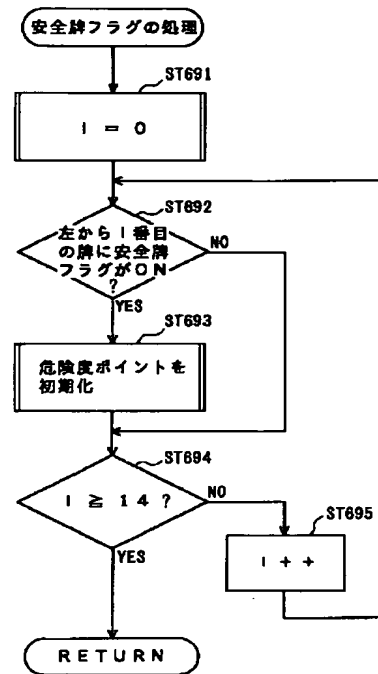 安全牌フラグの処理
ST691
I = 0
ST692
左からI番目
の牌に安全牌
フラグがON
?
NO
YES
ST693
危険度ポイントを
初期化
ST694
I ≧ 14 ?
NO
YES
ST695
I + +
RETURN